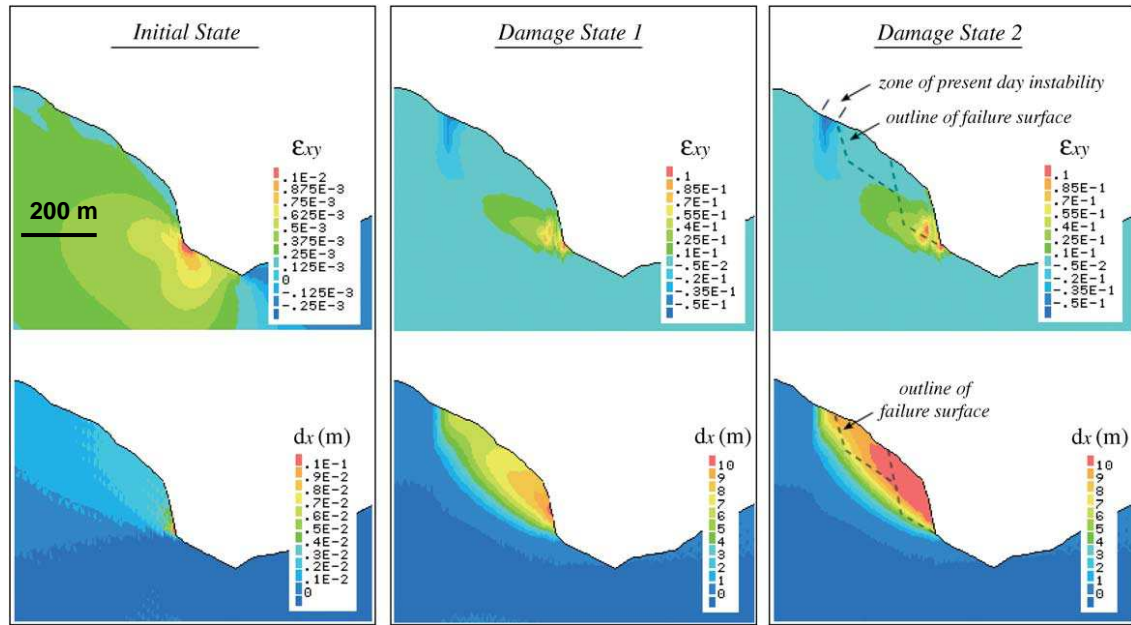 Initial State
Damage State 1
Damage State 2
zone of present day instability
outline of failure surface
200 m
εxy
.1E-2
.875E-3
.75E-3
.625E-3
.5E-3
.375E-3
.25E-3
.125E-3
0
-.125E-3
-.25E-3
εxy
.1
.85E-1
.7E-1
.55E-1
.4E-1
.25E-1
.1E-1
-.5E-2
-.2E-1
-.35E-1
-.5E-1
εxy
.1
.85E-1
.7E-1
.55E-1
.4E-1
.25E-1
.1E-1
-.5E-2
-.2E-1
-.35E-1
-.5E-1
outline of
failure surface
dx (m)
.1E-1
.9E-2
.8E-2
.7E-2
.6E-2
.5E-2
.4E-2
.3E-2
.2E-2
.1E-2
0
dx (m)
10
9
8
7
6
5
4
3
2
1
0
dx (m)
10
9
8
7
6
5
4
3
2
1
0